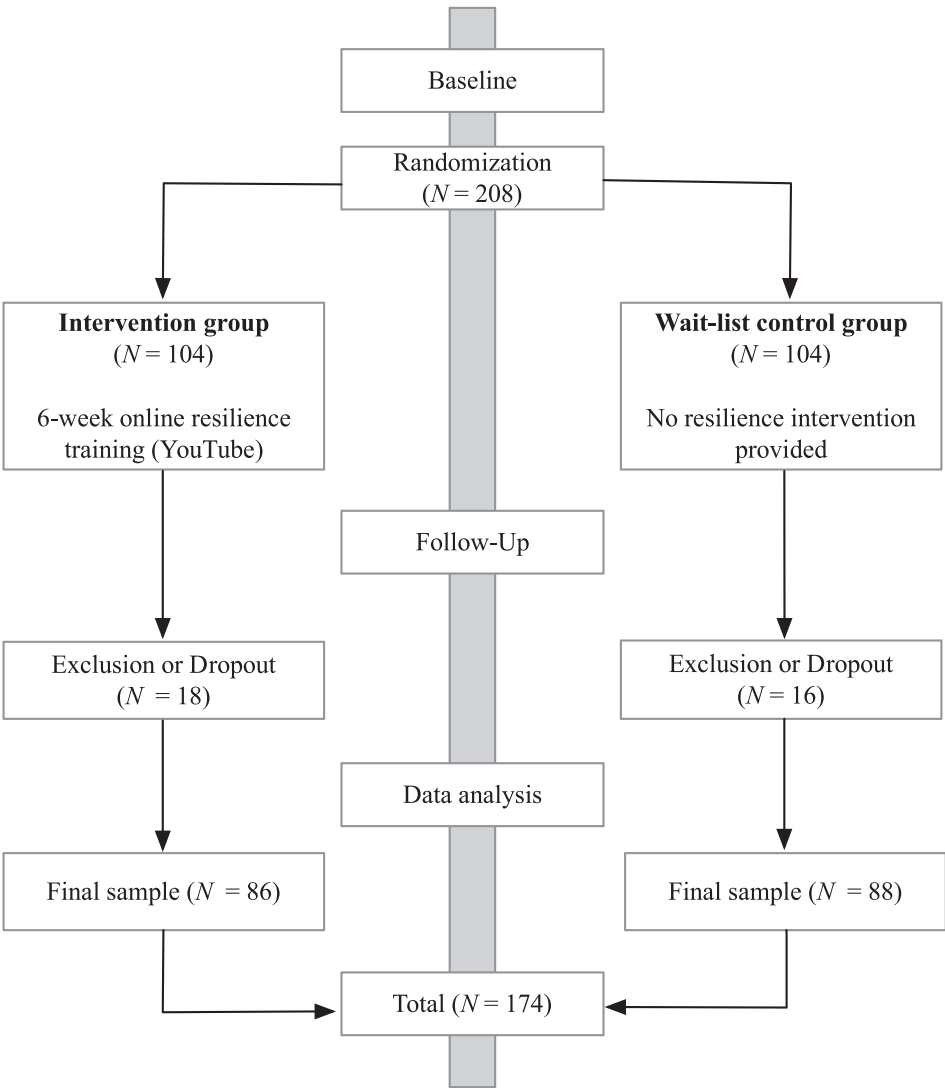 Baseline
Randomization
(N = 208)
Intervention group
(N = 104)
6-week online resilience
training (YouTube)
Wait-list control group
(N = 104)
No resilience intervention
provided
Follow-Up
Exclusion or Dropout
(N = 18)
Exclusion or Dropout
(N = 16)
Data analysis
Final sample (N = 86)
Final sample (N = 88)
Total (N = 174)